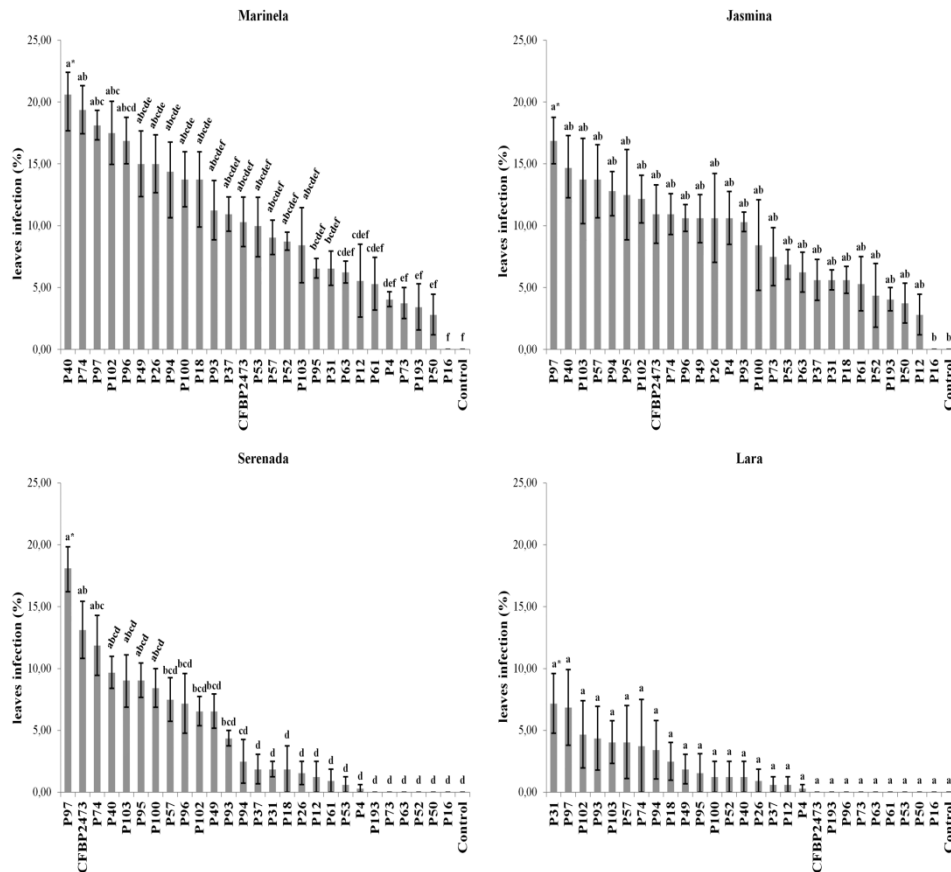 Marinela
25,00
20,00
15,00
10,00
5,00
0,00
leaves infection (%)
a* ab abc abc abcd abcde abcde abcde abcde abcde abcdef abcdef abcdef abcdef abcdef abcdef abcdef bcdef bcdef cdef cdef cdef def ef ef ef f f
P40 P74 P97 P102 P96 P49 P26 P94 P100 P18 P93 P37 CFBP2473 P53 P57 P52 P103 P95 P31 P63 P12 P61 P4 P73 P193 P50 P16 Control
Jasmina
25,00
20,00
15,00
10,00
5,00
0,00
leaves infection (%)
a* ab ab ab ab ab ab ab ab ab ab ab ab ab ab ab ab ab ab ab ab ab ab ab ab ab b b
P97 P40 P103 P57 P94 P95 P102 CFBP2473 P74 P96 P49 P26 P4 P93 P100 P73 P53 P63 P37 P31 P18 P61 P52 P193 P50 P12 P16 Control
Serenada
25,00
20,00
15,00
10,00
5,00
0,00
leaves infection (%)
a* ab abc abcd abcd abcd abcd bcd bcd bcd bcd bcd cd d d d d d d d d d d d d d d d
P97 CFBP2473 P74 P40 P103 P95 P100 P57 P96 P102 P49 P93 P94 P37 P31 P18 P26 P12 P61 P53 P4 P193 P73 P63 P52 P50 P16 Control
Lara
25,00
20,00
15,00
10,00
5,00
0,00
leaves infection (%)
a* a a a a a a a a a a a a a a a a a a a a a a a a a a a
P31 P97 P102 P93 P103 P57 P74 P94 P18 P49 P95 P100 P52 P40 P26 P37 P12 P4 CFBP2473 P193 P96 P73 P63 P61 P53 P50 P16 Control